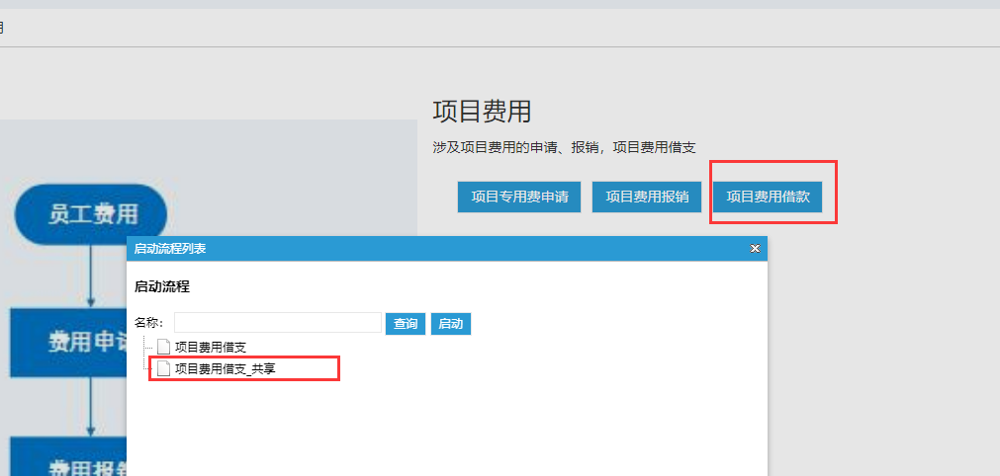 项目费用
涉及项目费用的申请、报销，项目费用借支
项目专用费申请 项目费用报销 项目费用借款
员工费用
启动流程列表
启动流程
名称： 查询 启动
费用申请
项目费用借支
项目费用借支_共享
费用报销